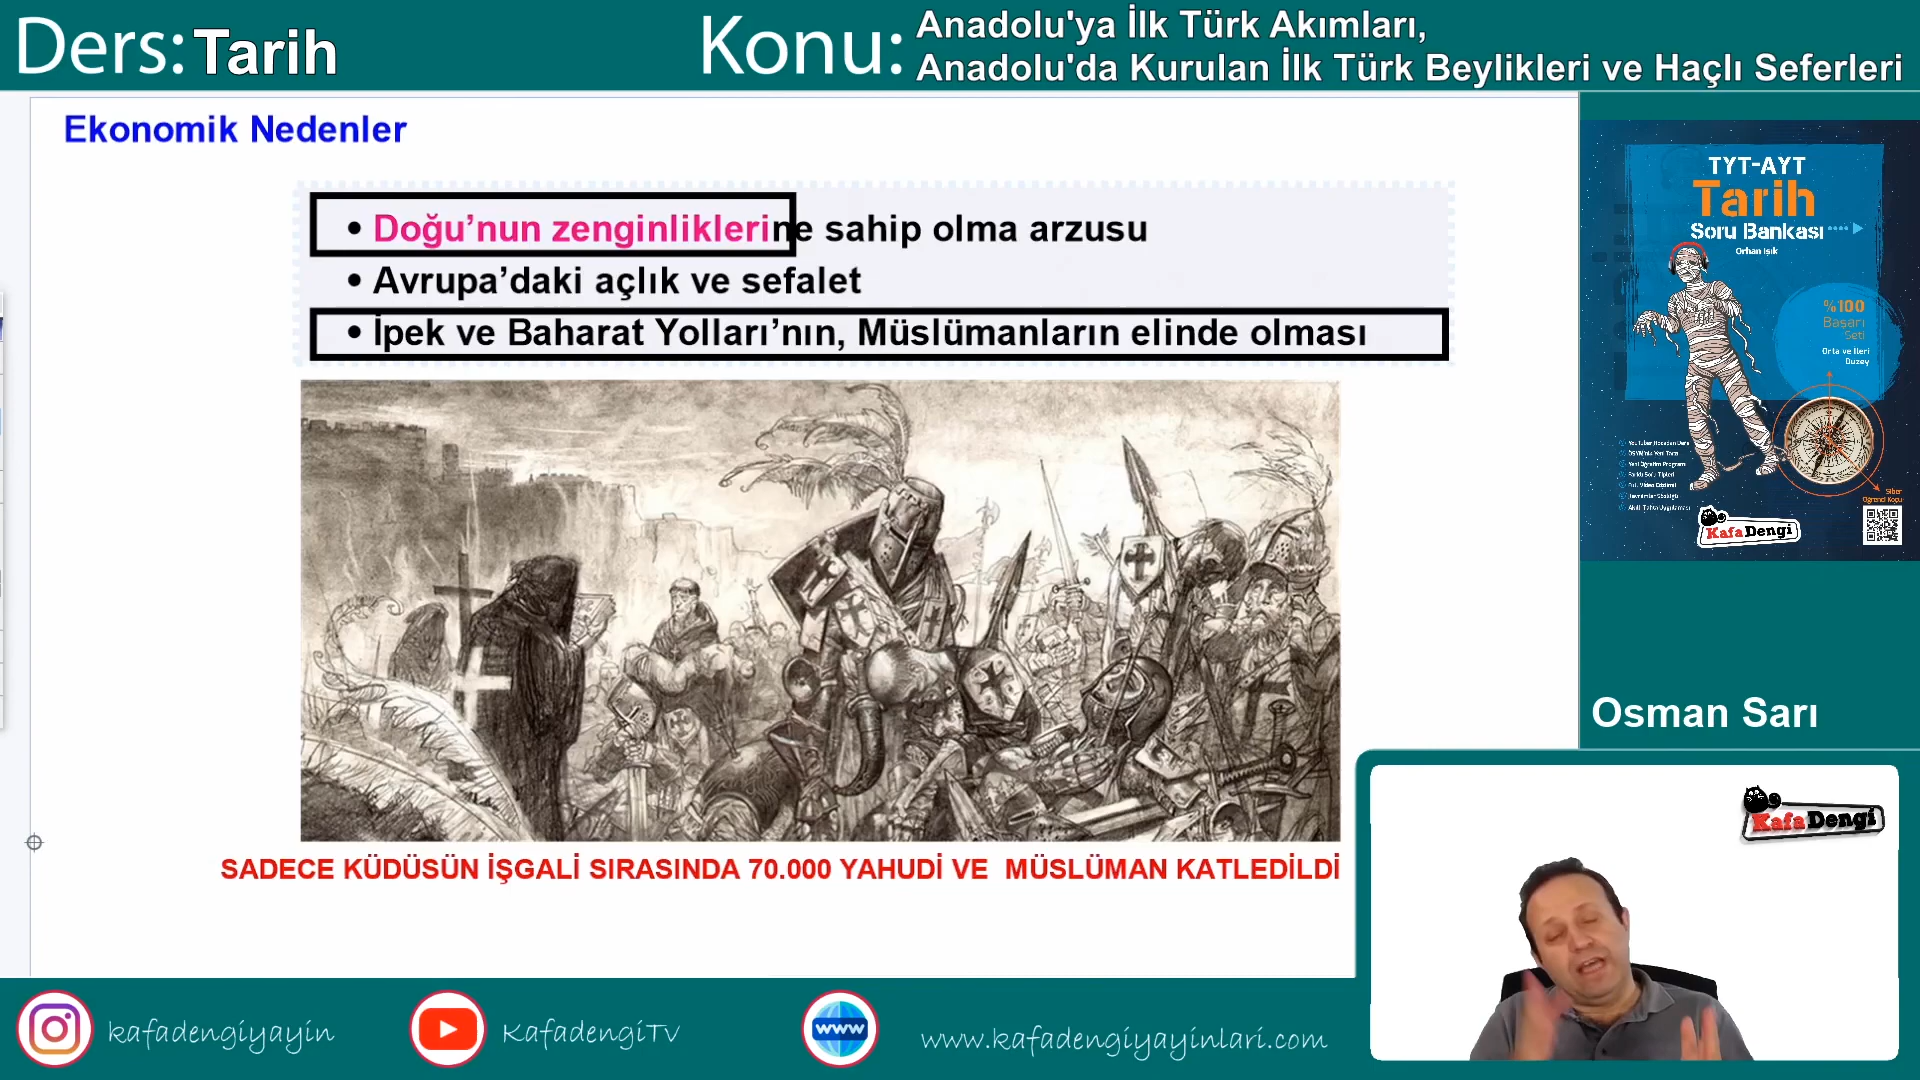 Ders: Tarih
Konu: Anadolu'ya İlk Türk Akımları,
Anadolu'da Kurulan İlk Türk Beylikleri ve Haçlı Seferleri
Ekonomik Nedenler
• Doğu’nun zenginliklerine sahip olma arzusu
• Avrupa’daki açlık ve sefalet
• İpek ve Baharat Yolları’nın, Müslümanların elinde olması
SADECE KÜDÜSÜN İŞGALİ SIRASINDA 70.000 YAHUDİ VE MÜSLÜMAN KATLEDİLDİ
TYT-AYT
Tarih
Soru Bankası
Orhan Işık
%100
Başarı
Seti
Orta ve İleri
Düzey
Siber
Öğrenci Koçu
KafaDengi
Osman Sarı
KafaDengi
kafadengiyayin
KafadengiTv
www
www.kafadengiyayinlari.com